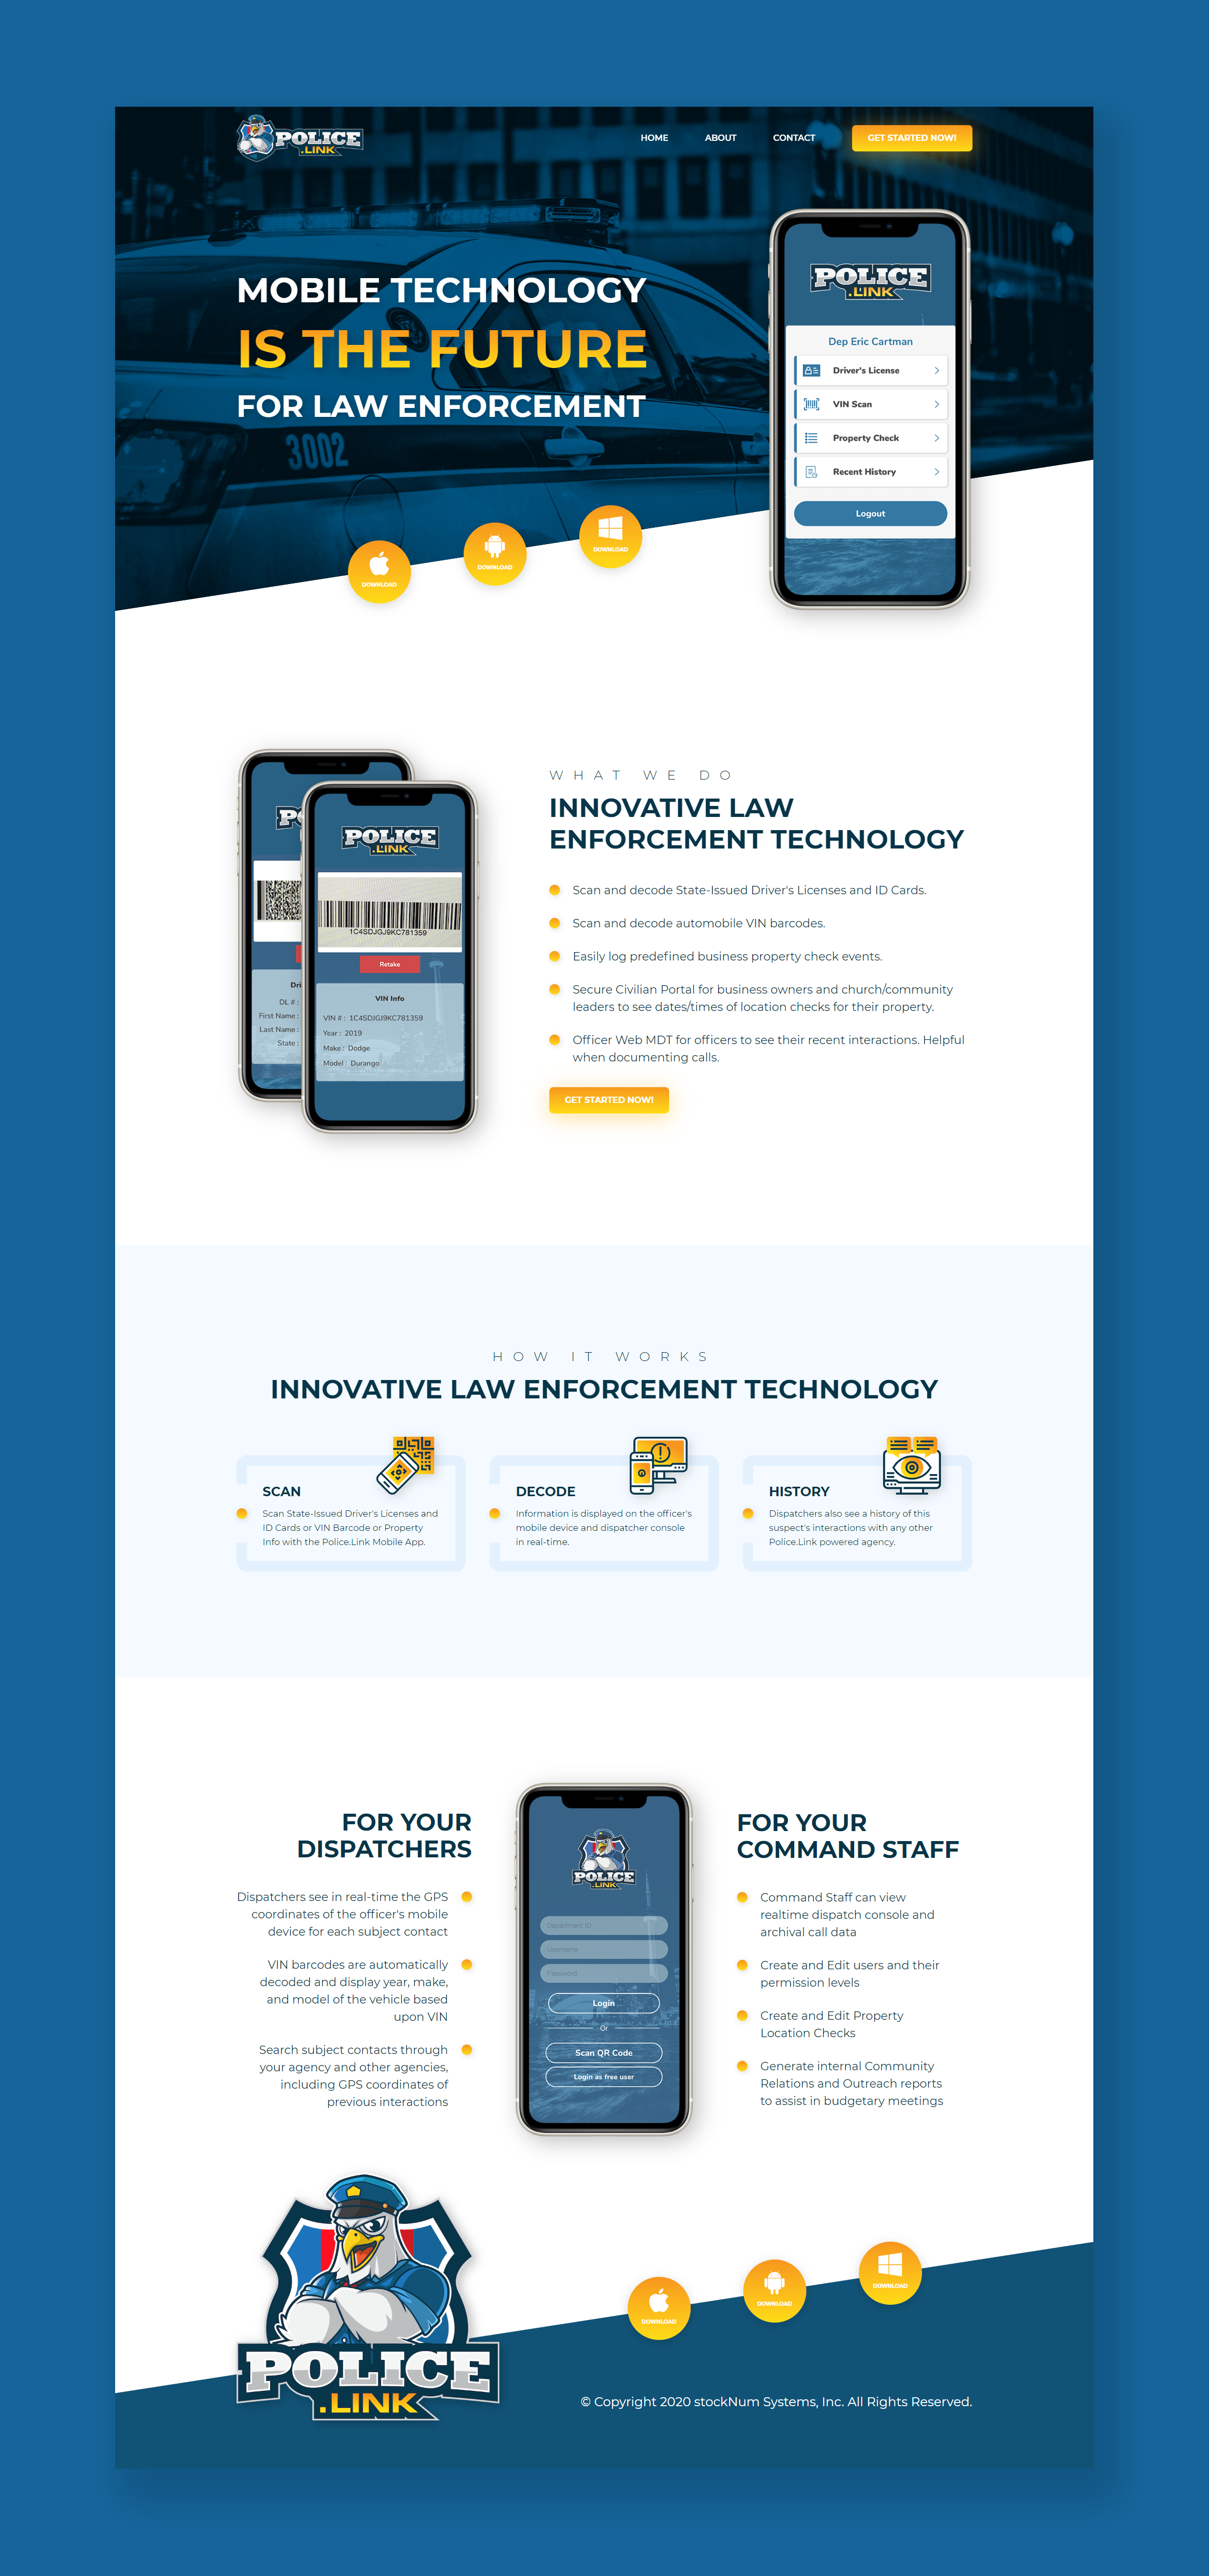 POLICE
.LINK
HOME
ABOUT
CONTACT
GET STARTED NOW!
MOBILE TECHNOLOGY
IS THE FUTURE
FOR LAW ENFORCEMENT
3002
DOWNLOAD
DOWNLOAD
DOWNLOAD
POLICE
.LINK
Dep Eric Cartman
Driver's License
VIN Scan
Property Check
Recent History
Logout
Dri
DL # :
First Name :
Last Name :
State :
POLICE
.LINK
1C4SDJGJ9KC781359
Retake
VIN Info
VIN # : 1C4SDJGJ9KC781359
Year : 2019
Make : Dodge
Model : Durango
WHAT WE DO
INNOVATIVE LAW
ENFORCEMENT TECHNOLOGY
Scan and decode State-Issued Driver's Licenses and ID Cards.
Scan and decode automobile VIN barcodes.
Easily log predefined business property check events.
Secure Civilian Portal for business owners and church/community
leaders to see dates/times of location checks for their property.
Officer Web MDT for officers to see their recent interactions. Helpful
when documenting calls.
GET STARTED NOW!
HOW IT WORKS
INNOVATIVE LAW ENFORCEMENT TECHNOLOGY
SCAN
Scan State-Issued Driver's Licenses and
ID Cards or VIN Barcode or Property
Info with the Police.Link Mobile App.
DECODE
Information is displayed on the officer's
mobile device and dispatcher console
in real-time.
HISTORY
Dispatchers also see a history of this
suspect's interactions with any other
Police.Link powered agency.
FOR YOUR
DISPATCHERS
Dispatchers see in real-time the GPS
coordinates of the officer's mobile
device for each subject contact
VIN barcodes are automatically
decoded and display year, make,
and model of the vehicle based
upon VIN
Search subject contacts through
your agency and other agencies,
including GPS coordinates of
previous interactions
POLICE
.LINK
Department ID
Username
Password
Login
Or
Scan QR Code
Login as free user
FOR YOUR
COMMAND STAFF
Command Staff can view
realtime dispatch console and
archival call data
Create and Edit users and their
permission levels
Create and Edit Property
Location Checks
Generate internal Community
Relations and Outreach reports
to assist in budgetary meetings
POLICE
.LINK
DOWNLOAD
DOWNLOAD
DOWNLOAD
© Copyright 2020 stockNum Systems, Inc. All Rights Reserved.